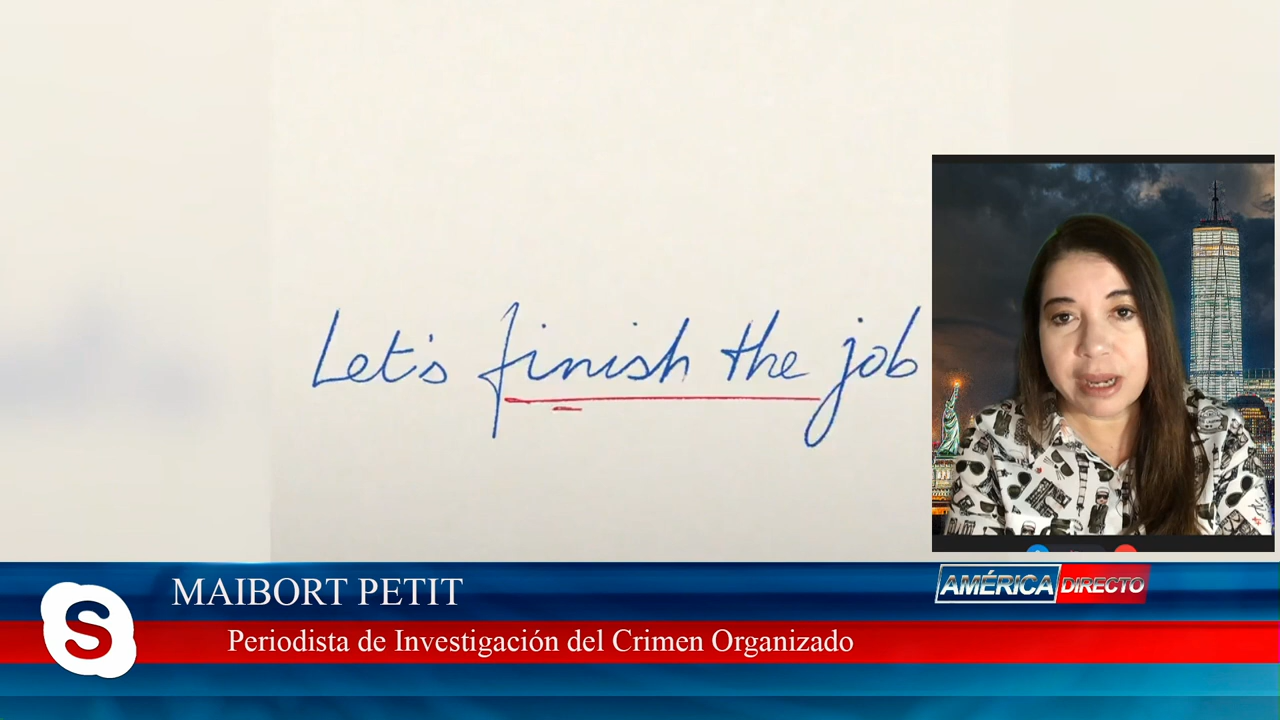 Let's finish the job
MAIBORT PETIT
AMÉRICA DIRECTO
Periodista de Investigación del Crimen Organizado
S